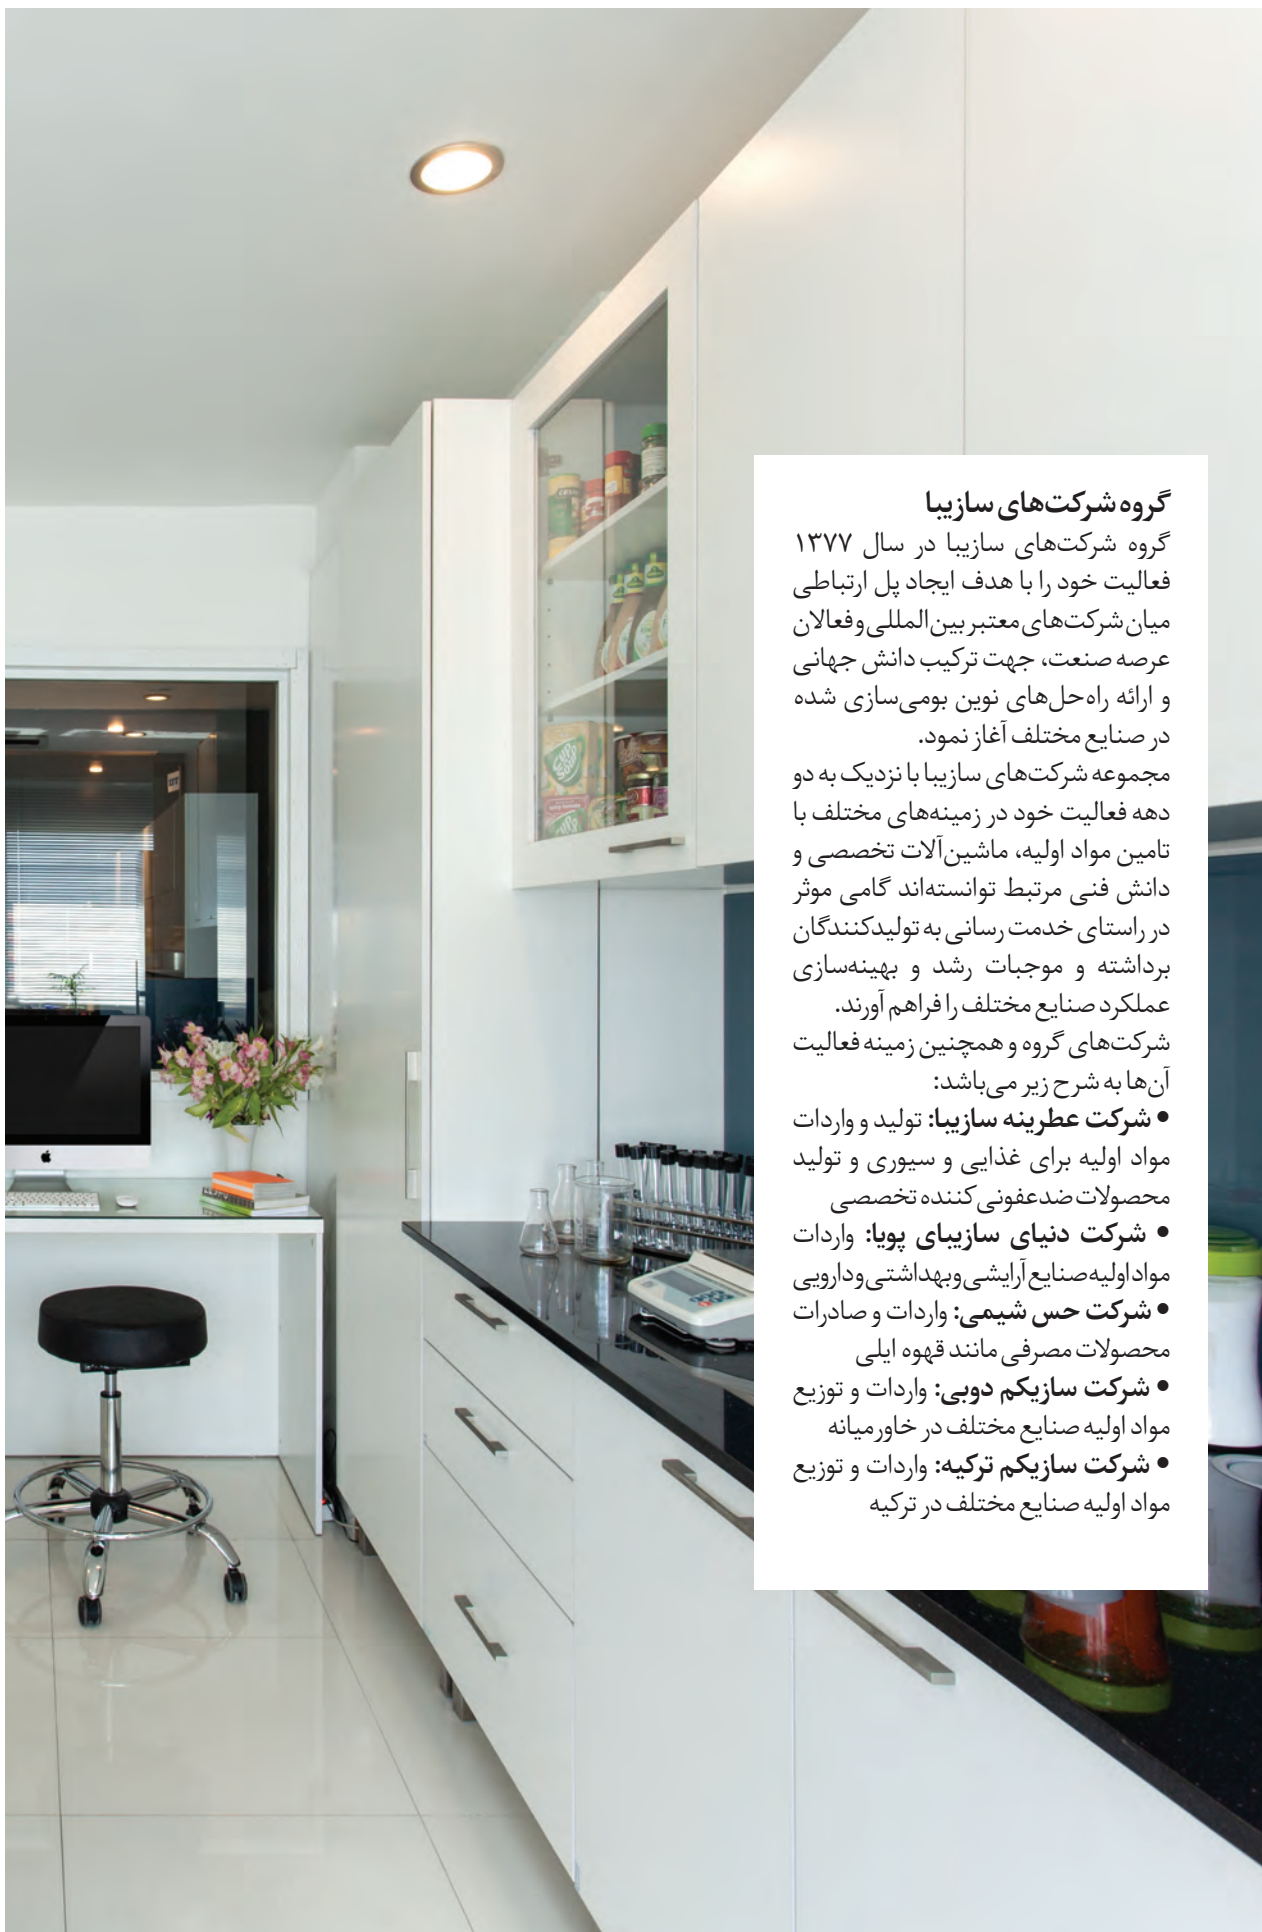 گروه شرکت‌های سازیبا
گروه شرکت‌های سازیبا در سال ۱۳۷۷
فعالیت خود را با هدف ایجاد پل ارتباطی
میان شرکت‌های معتبر بین‌المللی و فعالان
عرصه صنعت، جهت ترکیب دانش جهانی
و ارائه راه‌حل‌های نوین بومی‌سازی شده
در صنایع مختلف آغاز نمود.
مجموعه شرکت‌های سازیبا با نزدیک به دو
دهه فعالیت خود در زمینه‌های مختلف با
تامین مواد اولیه، ماشین‌آلات تخصصی و
دانش فنی مرتبط توانسته‌اند گامی موثر
در راستای خدمت رسانی به تولیدکنندگان
برداشته و موجبات رشد و بهینه‌سازی
عملکرد صنایع مختلف را فراهم آورند.
شرکت‌های گروه و همچنین زمینه فعالیت
آن‌ها به شرح زیر می‌باشد:
• شرکت عطرینه سازیبا: تولید و واردات
مواد اولیه برای غذایی و سیوری و تولید
محصولات ضدعفونی کننده تخصصی
• شرکت دنیای سازیبای پویا: واردات
مواد اولیه صنایع آرایشی و بهداشتی و دارویی
• شرکت حس شیمی: واردات و صادرات
محصولات مصرفی مانند قهوه ایلی
• شرکت سازیکم دوبی: واردات و توزیع
مواد اولیه صنایع مختلف در خاورمیانه
• شرکت سازیکم ترکیه: واردات و توزیع
مواد اولیه صنایع مختلف در ترکیه
CUP a
SOUP